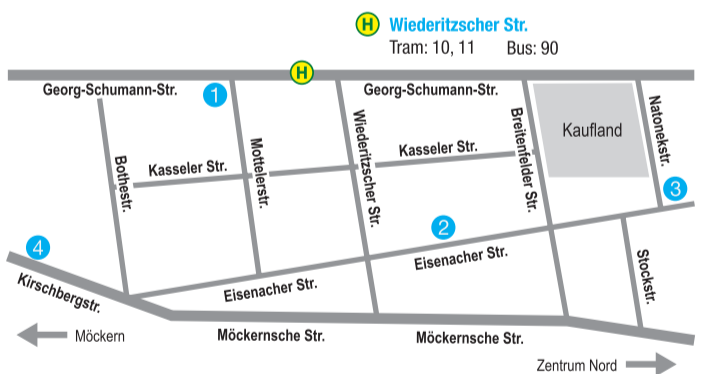 H Wiederitzscher Str.
Tram: 10, 11 Bus: 90
H
Georg-Schumann-Str.
Georg-Schumann-Str.
1
Bothestr.
Kasseler Str.
Mottelerstr.
Wiederitzscher Str.
Kasseler Str.
Breitenfelder Str.
Kaufland
Natonekstr.
3
2
4
Eisenacher Str.
Eisenacher Str.
Stockstr.
Kirschbergstr.
Möckernsche Str.
Möckernsche Str.
Möckern
Zentrum Nord